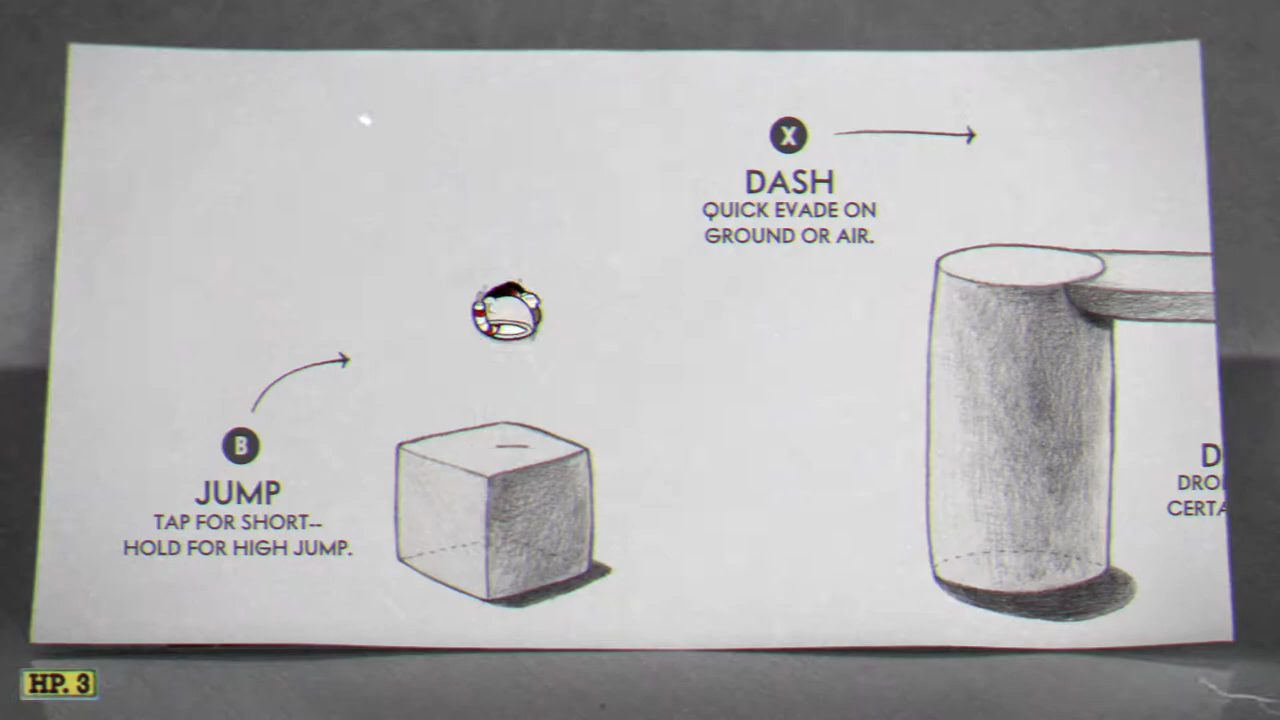 X
DASH
QUICK EVADE ON
GROUND OR AIR.
B
JUMP
TAP FOR SHORT--
HOLD FOR HIGH JUMP.
HP. 3